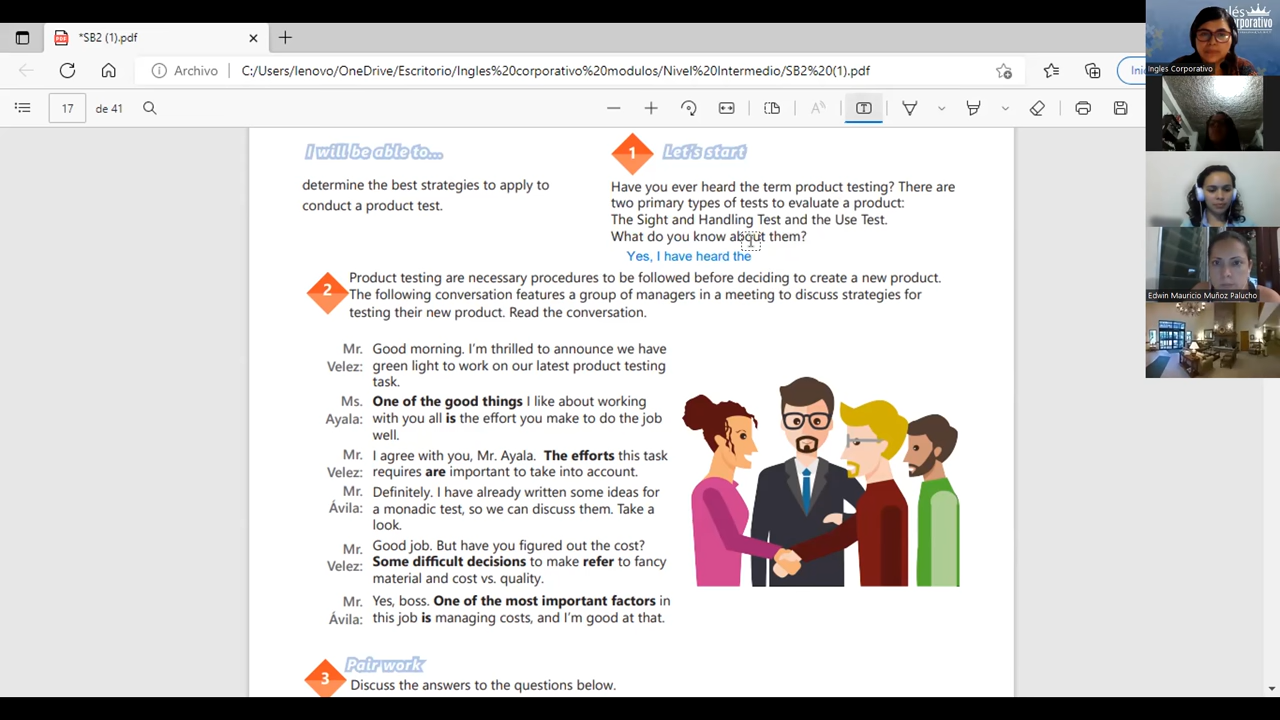 *SB2 (1).pdf
Archivo
C:/Users/lenovo/OneDrive/Escritorio/Ingles%20corporativo%20modulos/Nivel%20Intermedio/SB2%20(1).pdf
17
de 41
I will be able to...
determine the best strategies to apply to
conduct a product test.
1
Let's start
Have you ever heard the term product testing? There are
two primary types of tests to evaluate a product:
The Sight and Handling Test and the Use Test.
What do you know about them?
Yes, I have heard the
2
Product testing are necessary procedures to be followed before deciding to create a new product.
The following conversation features a group of managers in a meeting to discuss strategies for
testing their new product. Read the conversation.
Mr. Velez:
Good morning. I'm thrilled to announce we have
green light to work on our latest product testing
task.
Ms. Ayala:
One of the good things I like about working
with you all is the effort you make to do the job
well.
Mr. Velez:
I agree with you, Mr. Ayala. The efforts this task
requires are important to take into account.
Mr. Ávila:
Definitely. I have already written some ideas for
a monadic test, so we can discuss them. Take a
look.
Mr. Velez:
Good job. But have you figured out the cost?
Some difficult decisions to make refer to fancy
material and cost vs. quality.
Mr. Ávila:
Yes, boss. One of the most important factors in
this job is managing costs, and I'm good at that.
3
Pair work
Discuss the answers to the questions below.
Ingles Corporativo
Edwin Mauricio Muñoz Palucho